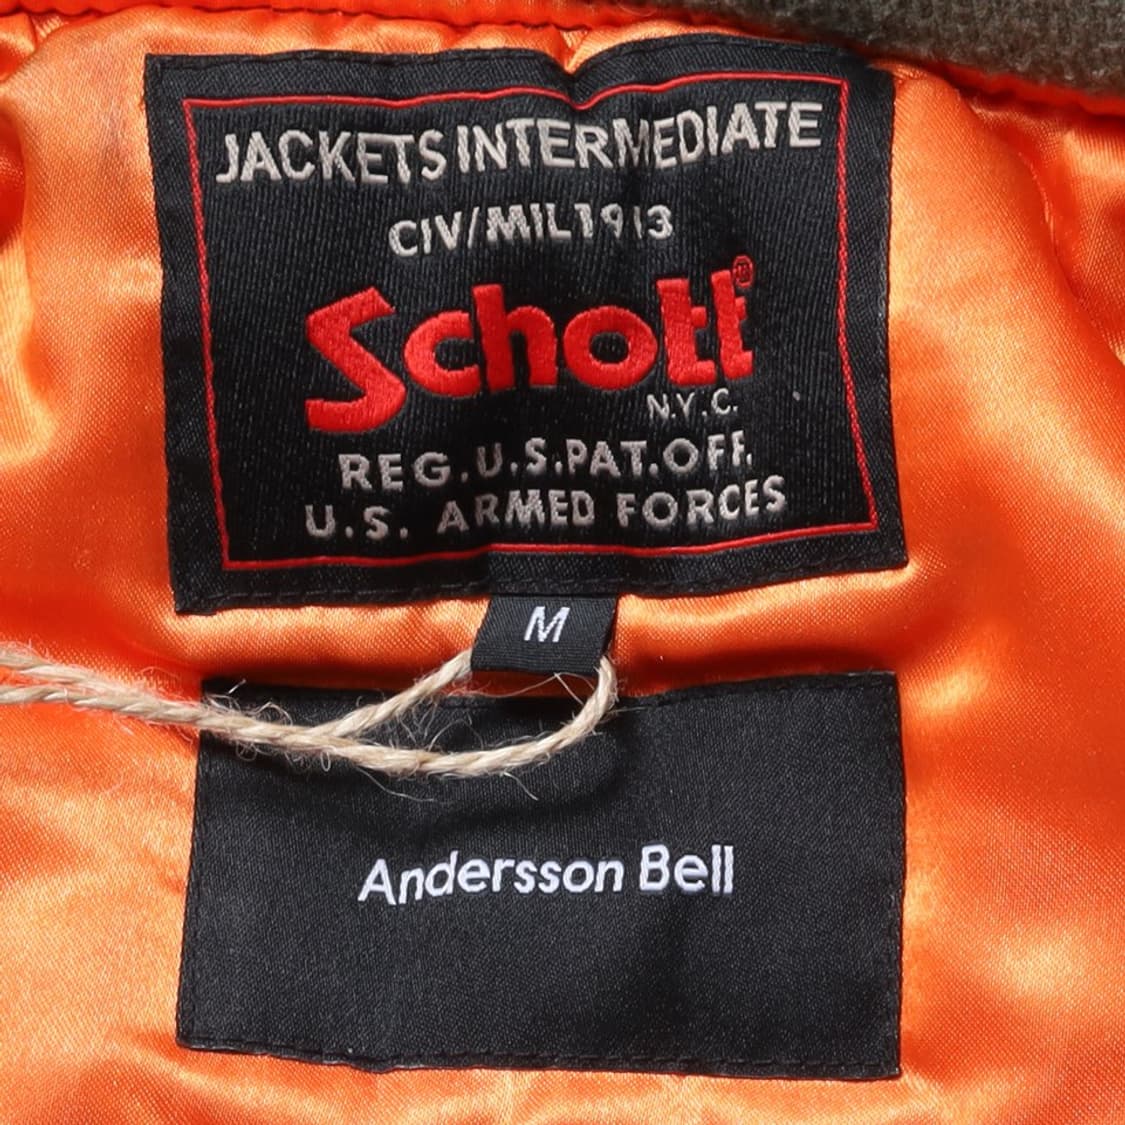 JACKETS INTERMEDIATE
CIV/MIL1913
Schott®
N.Y.C.
REG.U.S.PAT.OFF.
U.S. ARMED FORCES
M
Andersson Bell